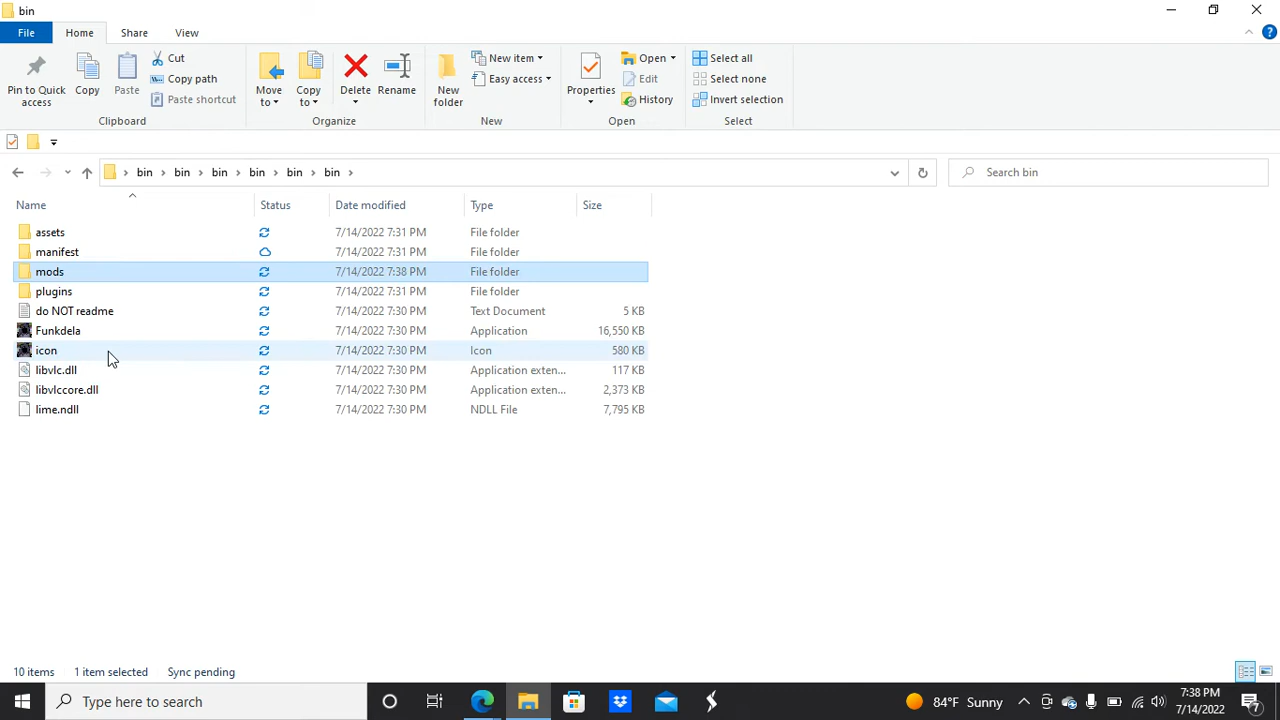 bin
File Home Share View
Pin to Quick access
Copy
Paste
Cut
Copy path
Paste shortcut
Clipboard
Move to
Copy to
Delete
Rename
Organize
New folder
New item
Easy access
New
Properties
Open
Edit
History
Open
Select all
Select none
Invert selection
Select
bin bin bin bin bin bin
Search bin
Name Status Date modified Type Size
assets 7/14/2022 7:31 PM File folder
manifest 7/14/2022 7:31 PM File folder
mods 7/14/2022 7:38 PM File folder
plugins 7/14/2022 7:31 PM File folder
do NOT readme 7/14/2022 7:30 PM Text Document 5 KB
Funkdela 7/14/2022 7:30 PM Application 16,550 KB
icon 7/14/2022 7:30 PM Icon 580 KB
libvlc.dll 7/14/2022 7:30 PM Application exten... 117 KB
libvlccore.dll 7/14/2022 7:30 PM Application exten... 2,373 KB
lime.ndll 7/14/2022 7:30 PM NDLL File 7,795 KB
10 items 1 item selected Sync pending
Type here to search
84°F Sunny
7:38 PM
7/14/2022
7